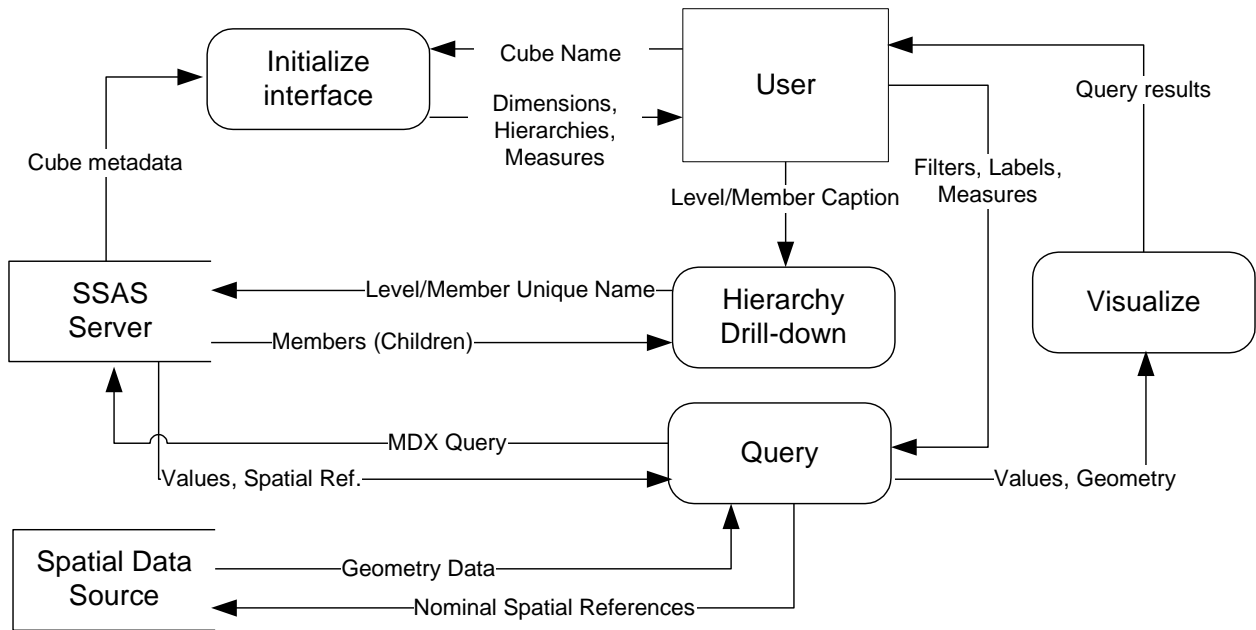 Initialize
interface
Cube Name
User
Dimensions,
Hierarchies,
Measures
Query results
Cube metadata
Filters, Labels,
Measures
Level/Member Caption
SSAS
Server
Level/Member Unique Name
Members (Children)
Hierarchy
Drill-down
Visualize
MDX Query
Query
Values, Spatial Ref.
Values, Geometry
Spatial Data
Source
Geometry Data
Nominal Spatial References